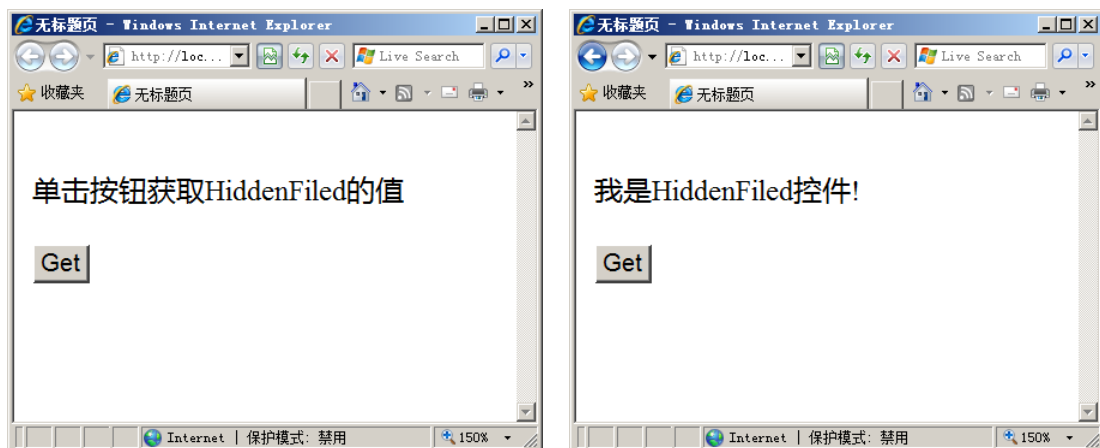 无标题页 - Windows Internet Explorer
http://loc...
Live Search
收藏夹
无标题页
»
单击按钮获取HiddenFiled的值
Get
Internet | 保护模式: 禁用
150%
无标题页 - Windows Internet Explorer
http://loc...
Live Search
收藏夹
无标题页
»
我是HiddenFiled控件!
Get
Internet | 保护模式: 禁用
150%